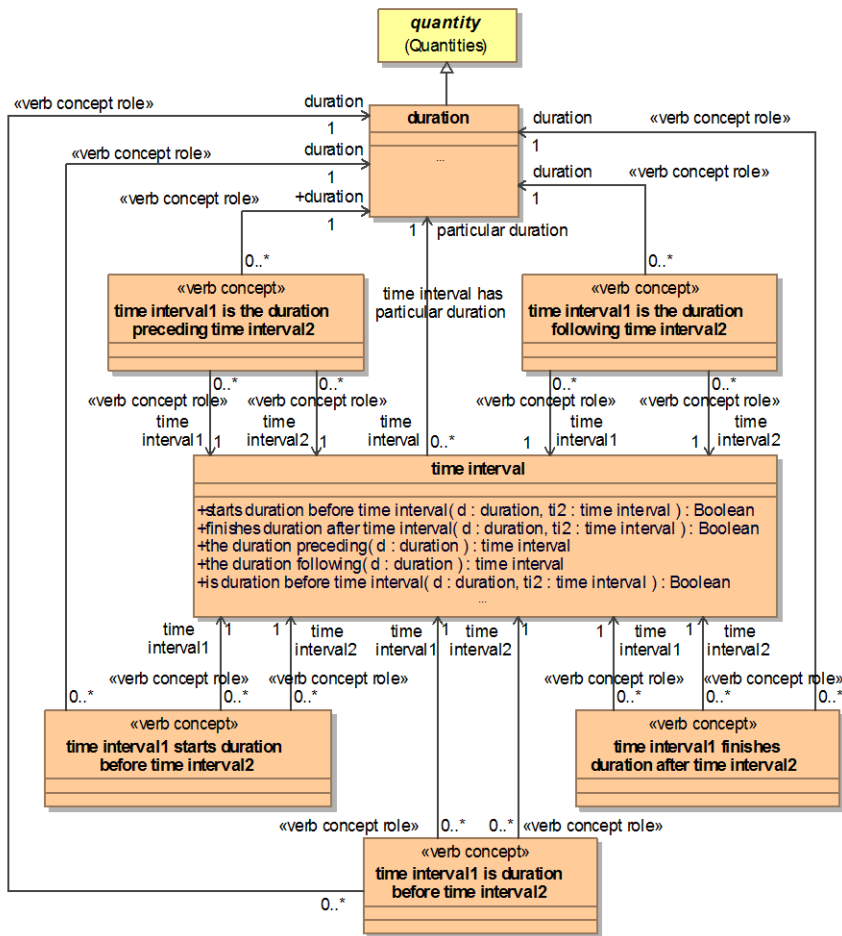 quantity
(Quantities)
«verb concept role»
duration
1
duration
...
duration
«verb concept role»
1
«verb concept role»
duration
1
duration
«verb concept role»
1
«verb concept role»
+duration
1
1
particular duration
0..*
0..*
«verb concept»
time interval1 is the duration
preceding time interval2
time interval has
particular duration
«verb concept»
time interval1 is the duration
following time interval2
0..*
0..*
0..*
0..*
«verb concept role»
«verb concept role»
«verb concept role»
«verb concept role»
time
interval1
1
time
interval2
1
time
interval
0..*
1
time
interval1
1
time
interval2
time interval
+starts duration before time interval( d : duration, ti2 : time interval ) : Boolean
+finishes duration after time interval( d : duration, ti2 : time interval ) : Boolean
+the duration preceding( d : duration ) : time interval
+the duration following( d : duration ) : time interval
+is duration before time interval( d : duration, ti2 : time interval ) : Boolean
...
time
interval1
1
1
time
interval2
time
interval1
1
time
interval2
1
1
time
interval1
1
time
interval2
«verb concept role»
«verb concept role»
«verb concept role»
«verb concept role»
0..*
0..*
0..*
0..*
0..*
0..*
«verb concept»
time interval1 starts duration
before time interval2
«verb concept»
time interval1 finishes
duration after time interval2
«verb concept role»
0..*
0..*
«verb concept role»
«verb concept»
time interval1 is duration
before time interval2
0..*